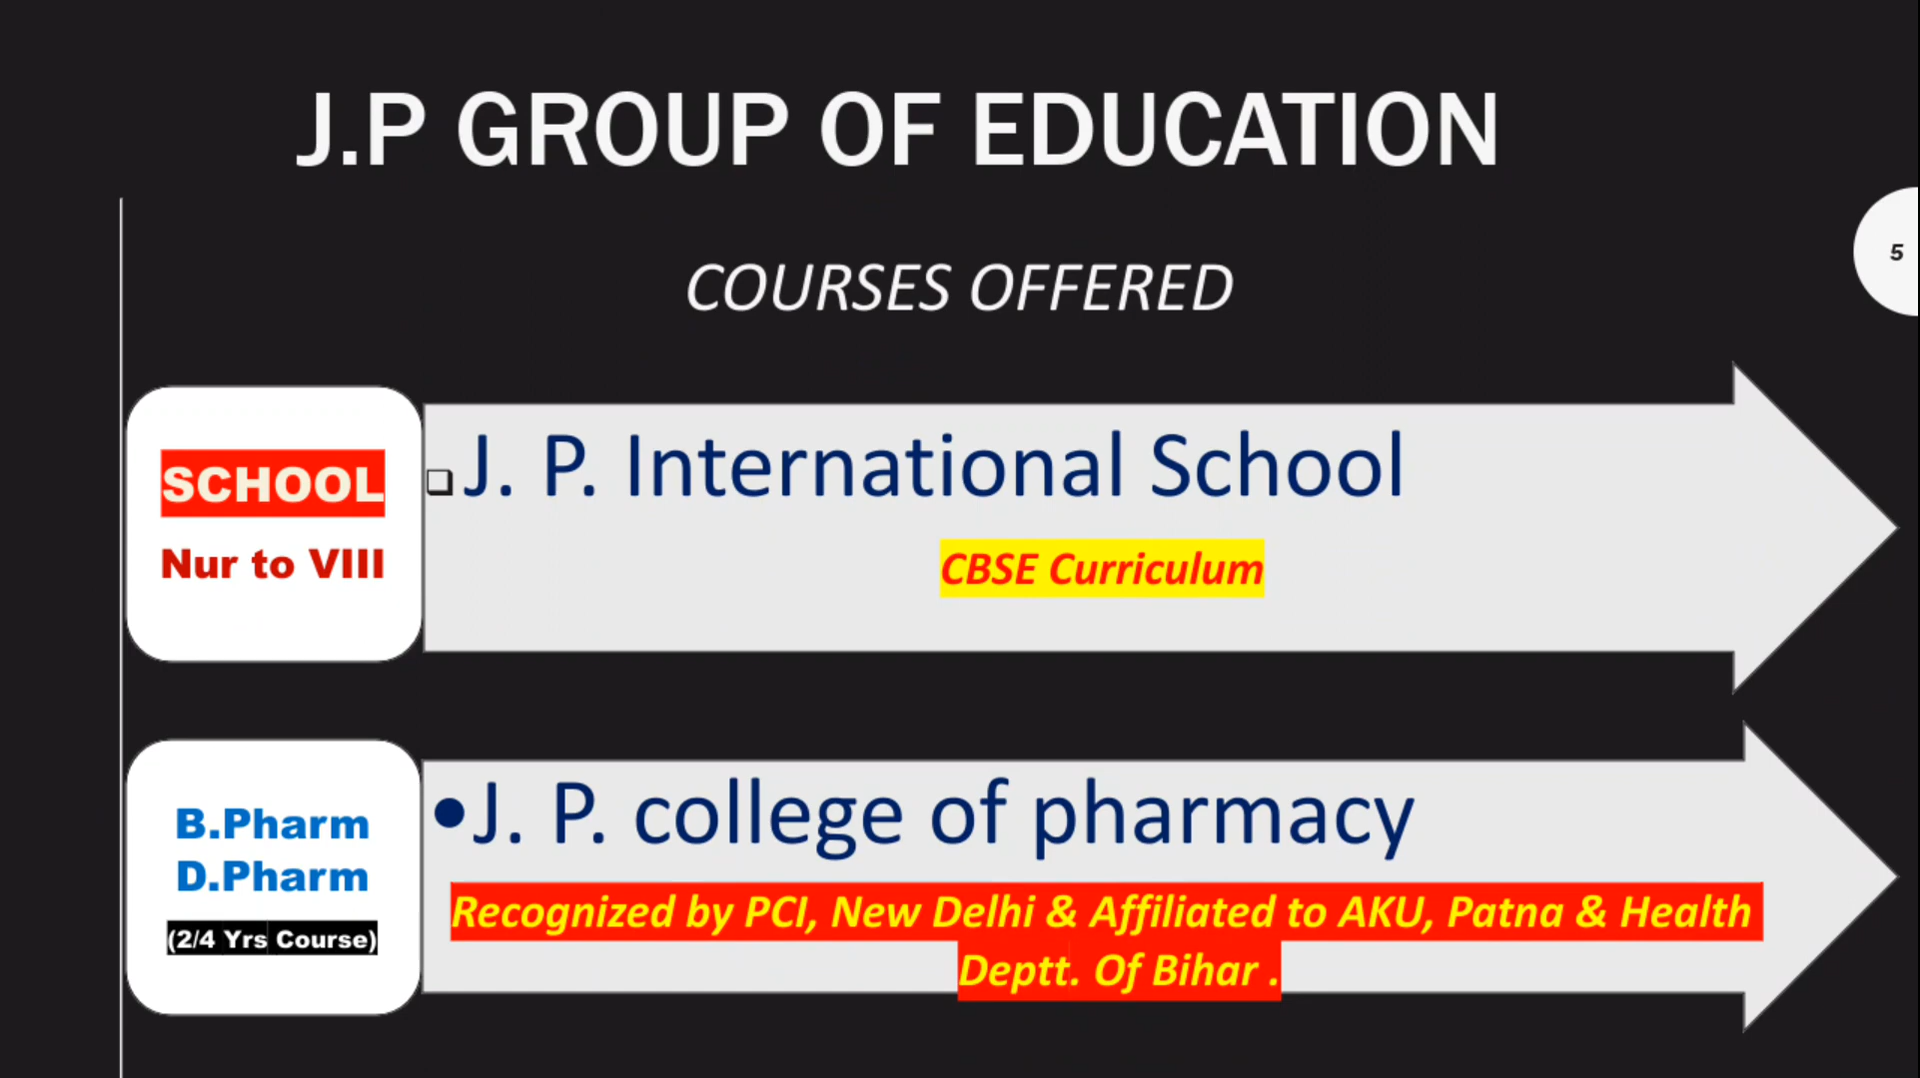 J.P GROUP OF EDUCATION
5
COURSES OFFERED
SCHOOL
Nur to VIII
❑J. P. International School
CBSE Curriculum
B.Pharm
D.Pharm
(2/4 Yrs Course)
•J. P. college of pharmacy
Recognized by PCI, New Delhi & Affiliated to AKU, Patna & Health
Deptt. Of Bihar .